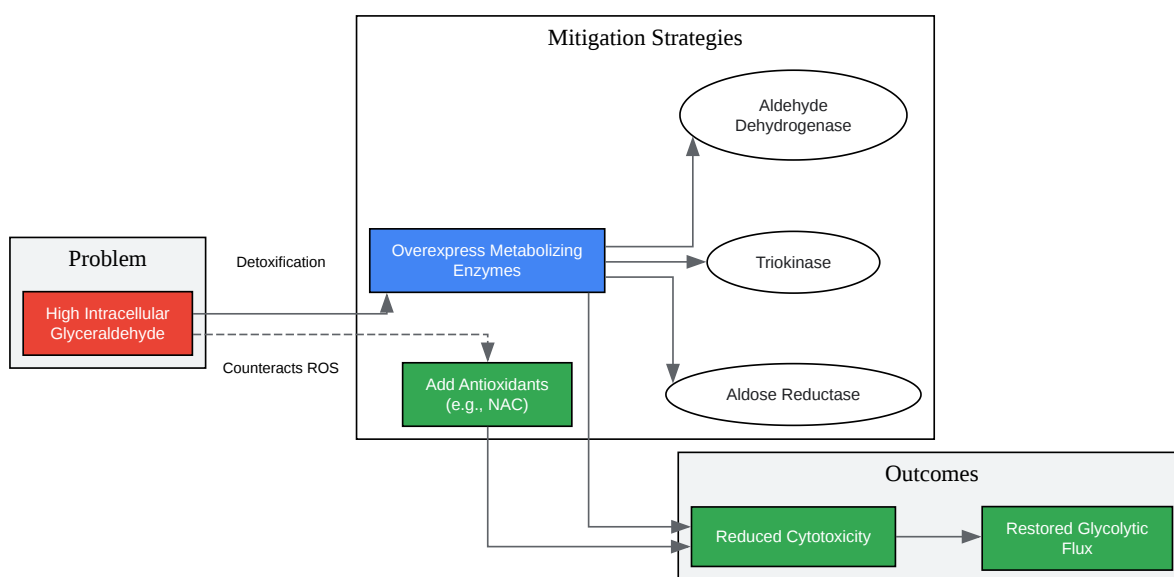 Mitigation Strategies
Aldehyde
Dehydrogenase
Overexpress Metabolizing
Enzymes
Triokinase
Problem
Detoxification
High Intracellular
Glyceraldehyde
Counteracts ROS
Add Antioxidants
(e.g., NAC)
Aldose Reductase
Outcomes
Reduced Cytotoxicity
Restored Glycolytic
Flux